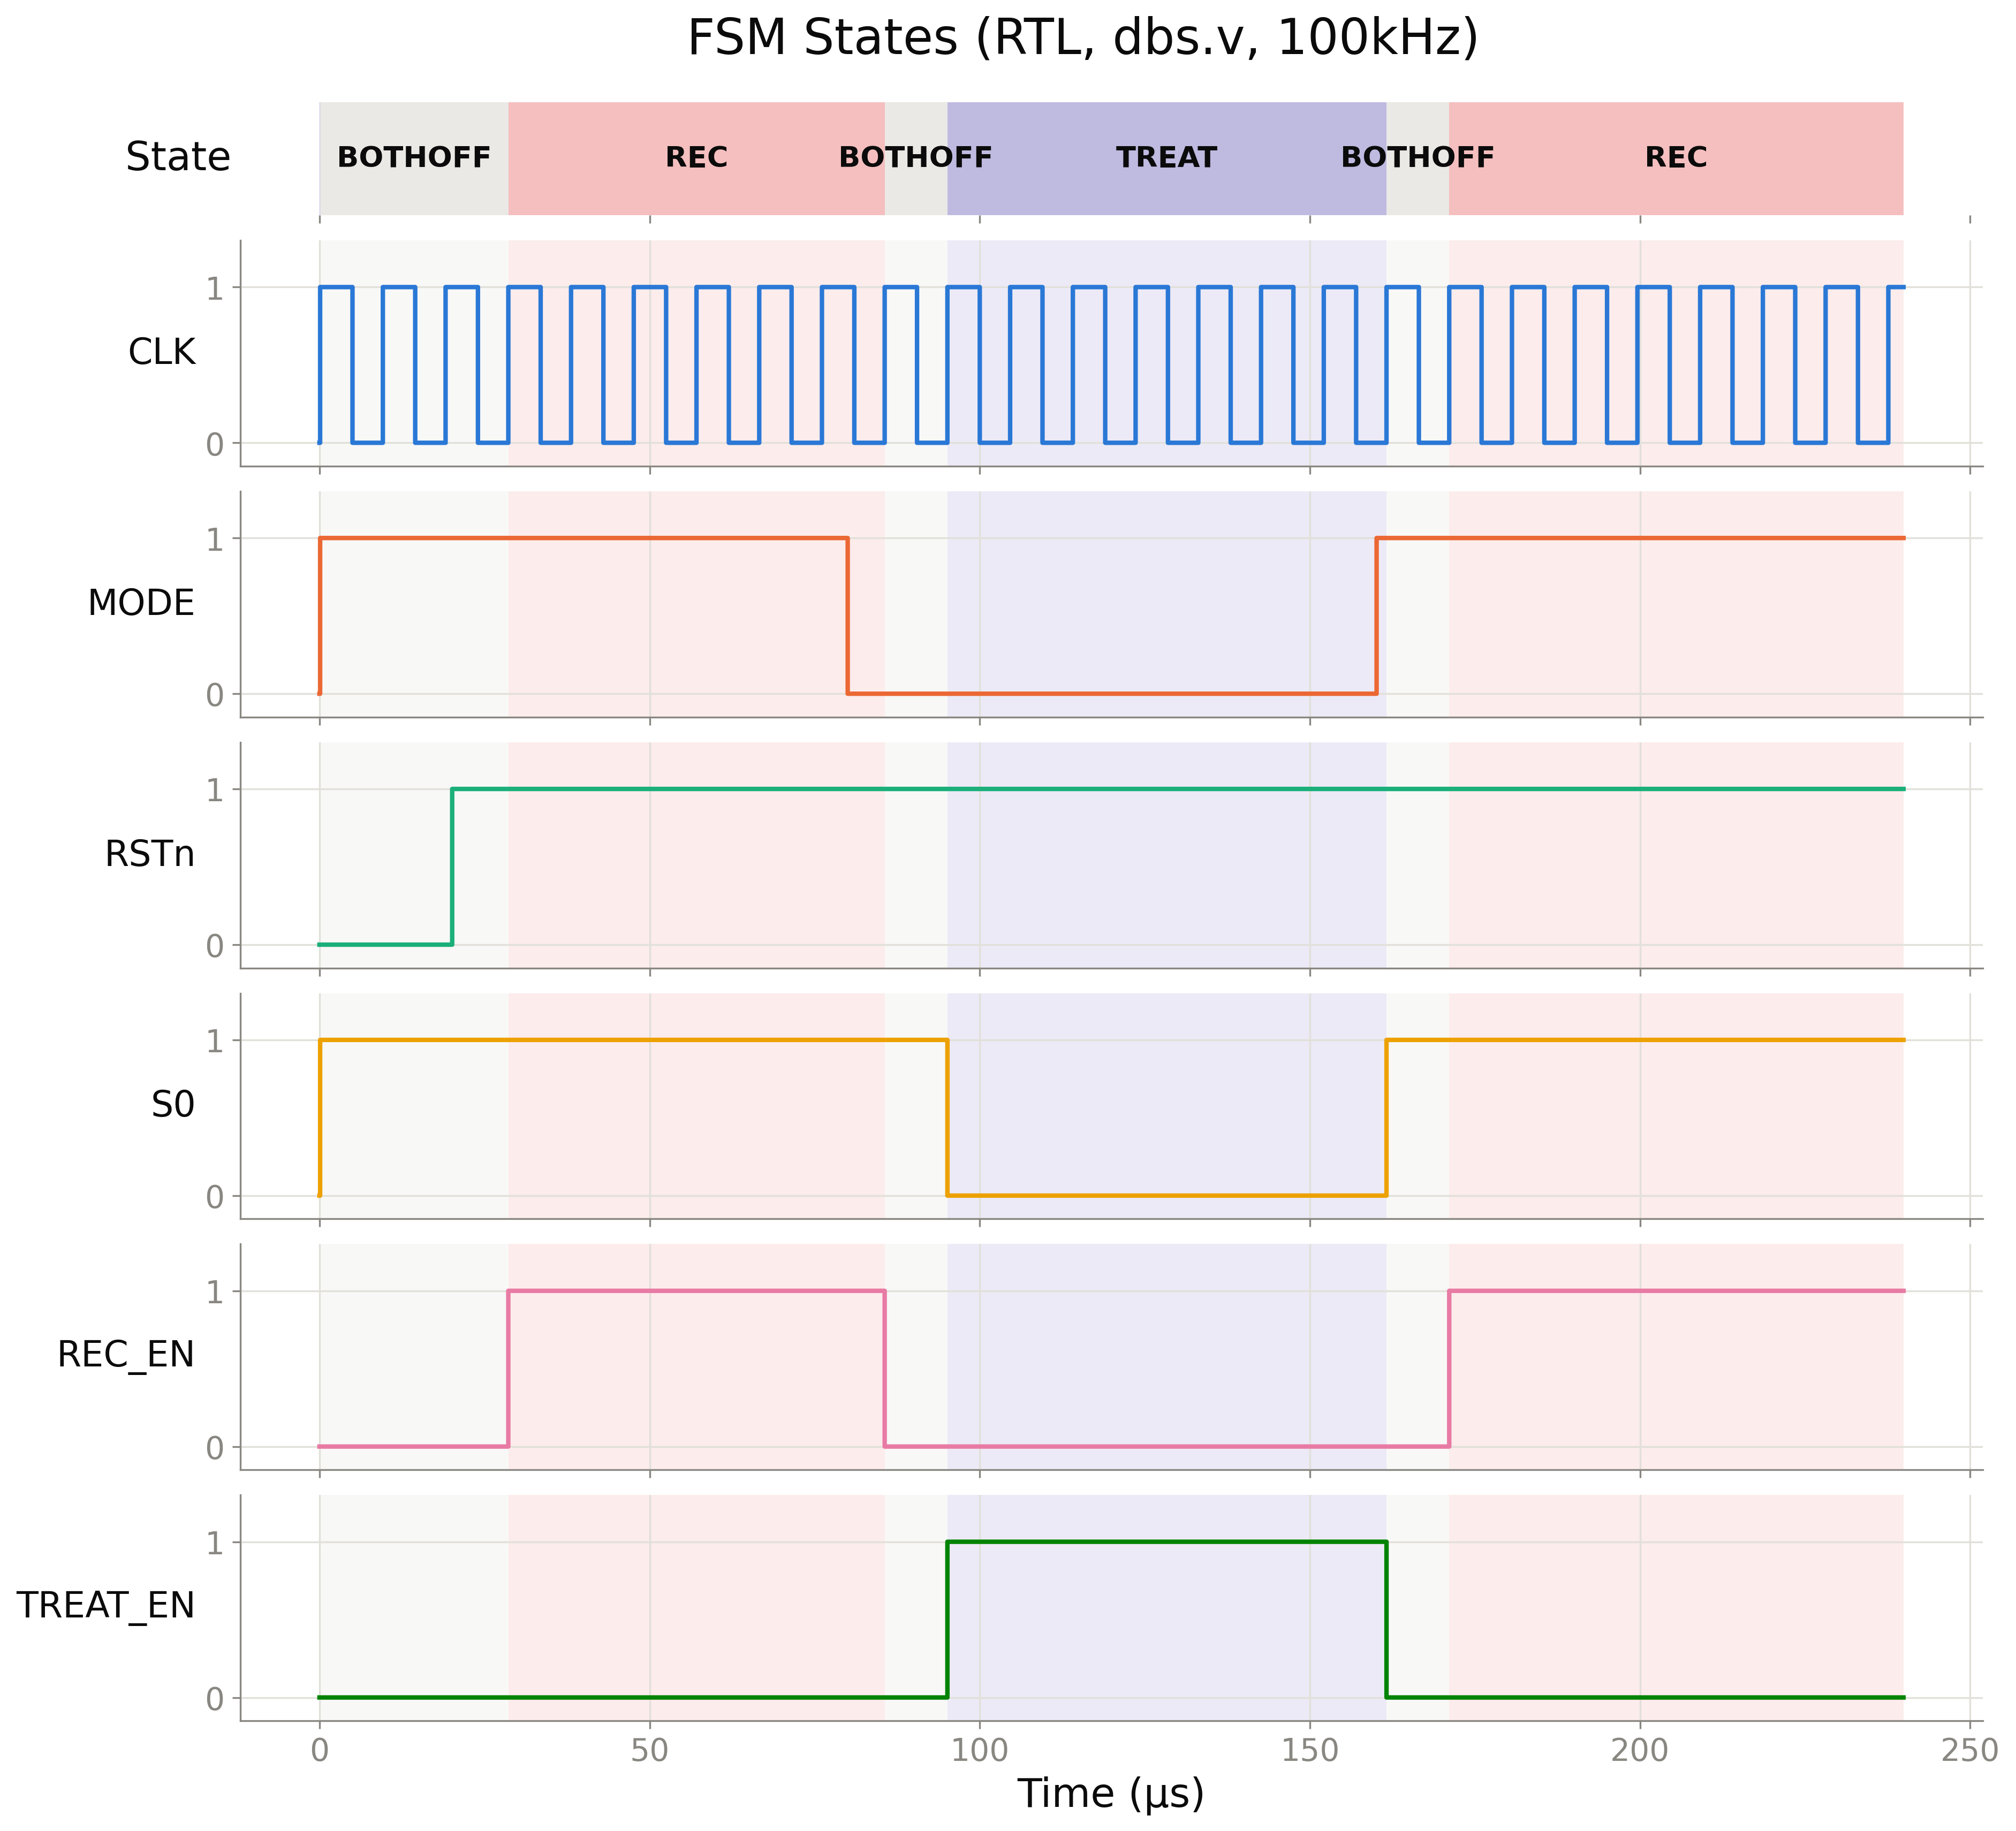 FSM States (RTL, dbs.v, 100kHz)
State
BOTHOFF REC BOTHOFF TREAT BOTHOFF REC
1
CLK
0
1
MODE
0
1
RSTn
0
1
S0
0
1
REC_EN
0
1
TREAT_EN
0
0 50 100 150 200 250
Time (µs)